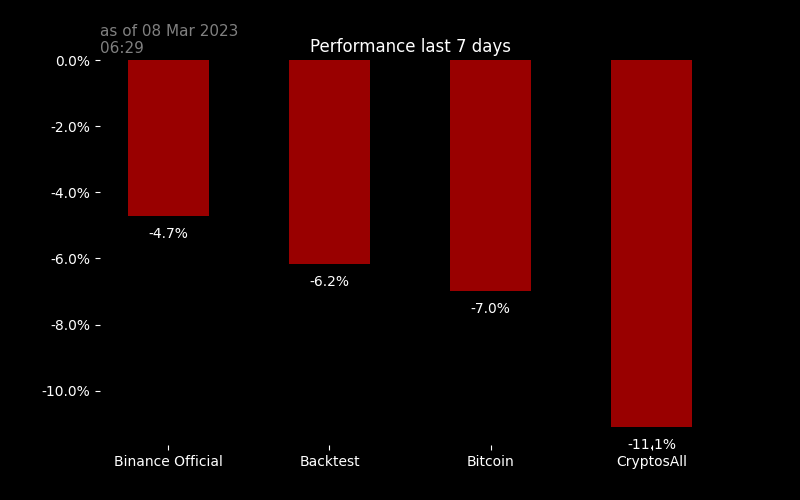 as of 08 Mar 2023
06:29
Performance last 7 days
0.0%
-2.0%
-4.0%
-6.0%
-8.0%
-10.0%
-4.7%
-6.2%
-7.0%
-11.1%
Binance Official
Backtest
Bitcoin
CryptosAll